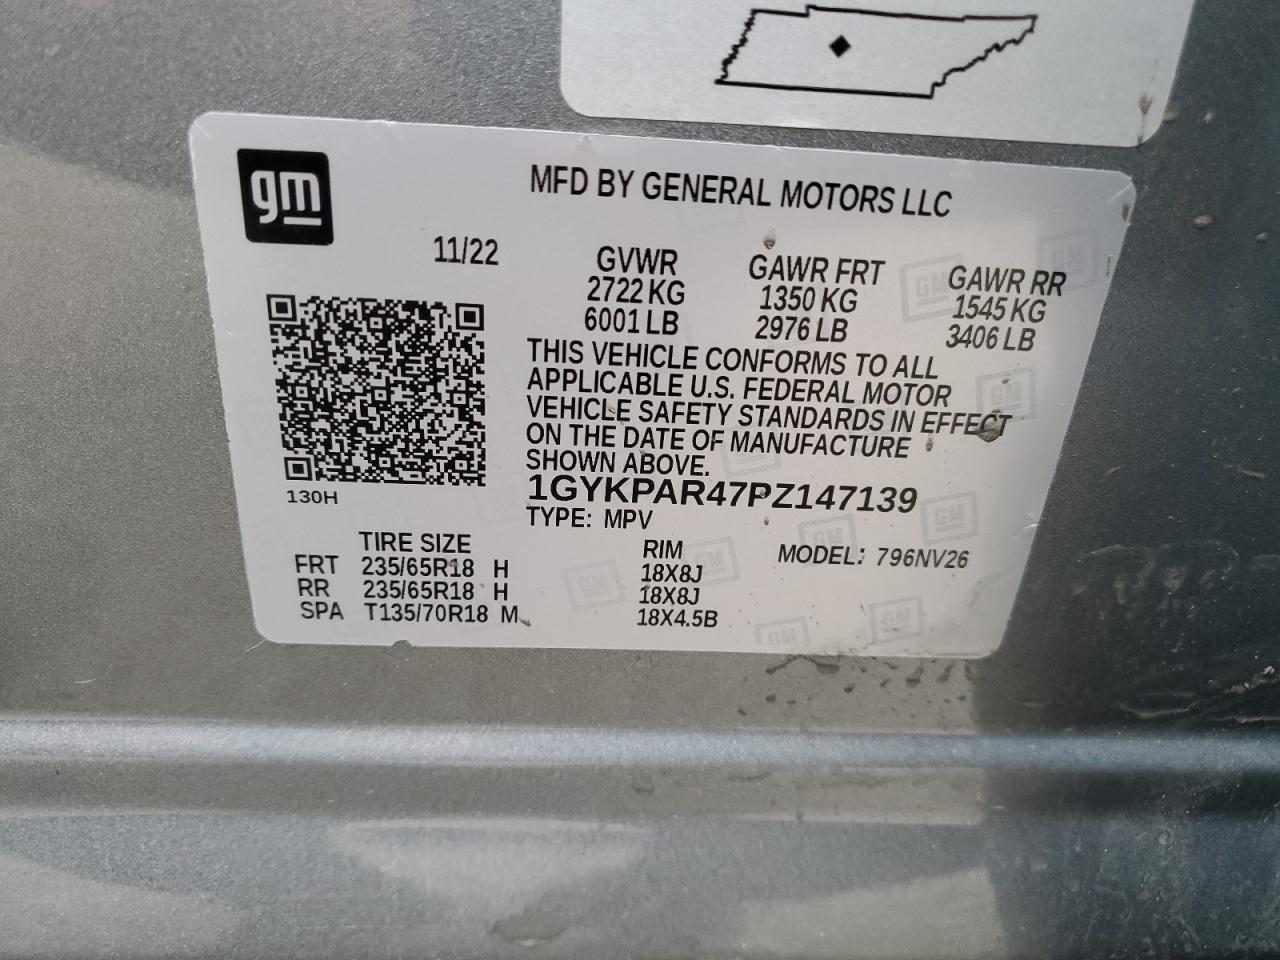 gm
MFD BY GENERAL MOTORS LLC
11/22
GVWR GAWR FRT GAWR RR
2722 KG 1350 KG 1545 KG
6001 LB 2976 LB 3406 LB
THIS VEHICLE CONFORMS TO ALL
APPLICABLE U.S. FEDERAL MOTOR
VEHICLE SAFETY STANDARDS IN EFFECT
ON THE DATE OF MANUFACTURE
SHOWN ABOVE.
130H
1GYKPAR47PZ147139
TYPE: MPV
TIRE SIZE RIM MODEL: 796NV26
FRT 235/65R18 H 18X8J
RR 235/65R18 H 18X8J
SPA T135/70R18 M 18X4.5B